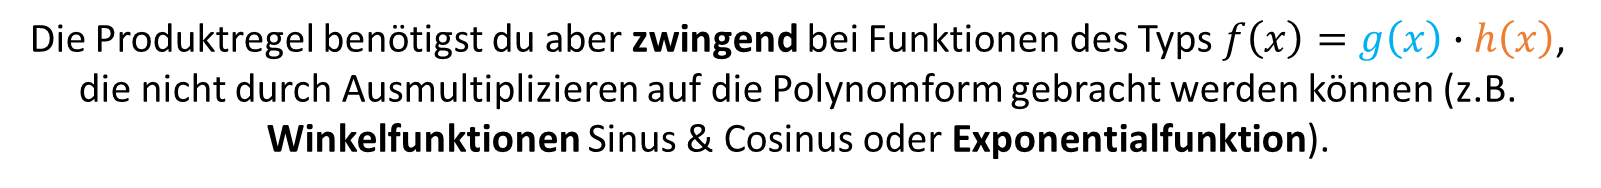 Die Produktregel benötigst du aber zwingend bei Funktionen des Typs f(x) = g(x) · h(x),
die nicht durch Ausmultiplizieren auf die Polynomform gebracht werden können (z.B.
Winkelfunktionen Sinus & Cosinus oder Exponentialfunktion).